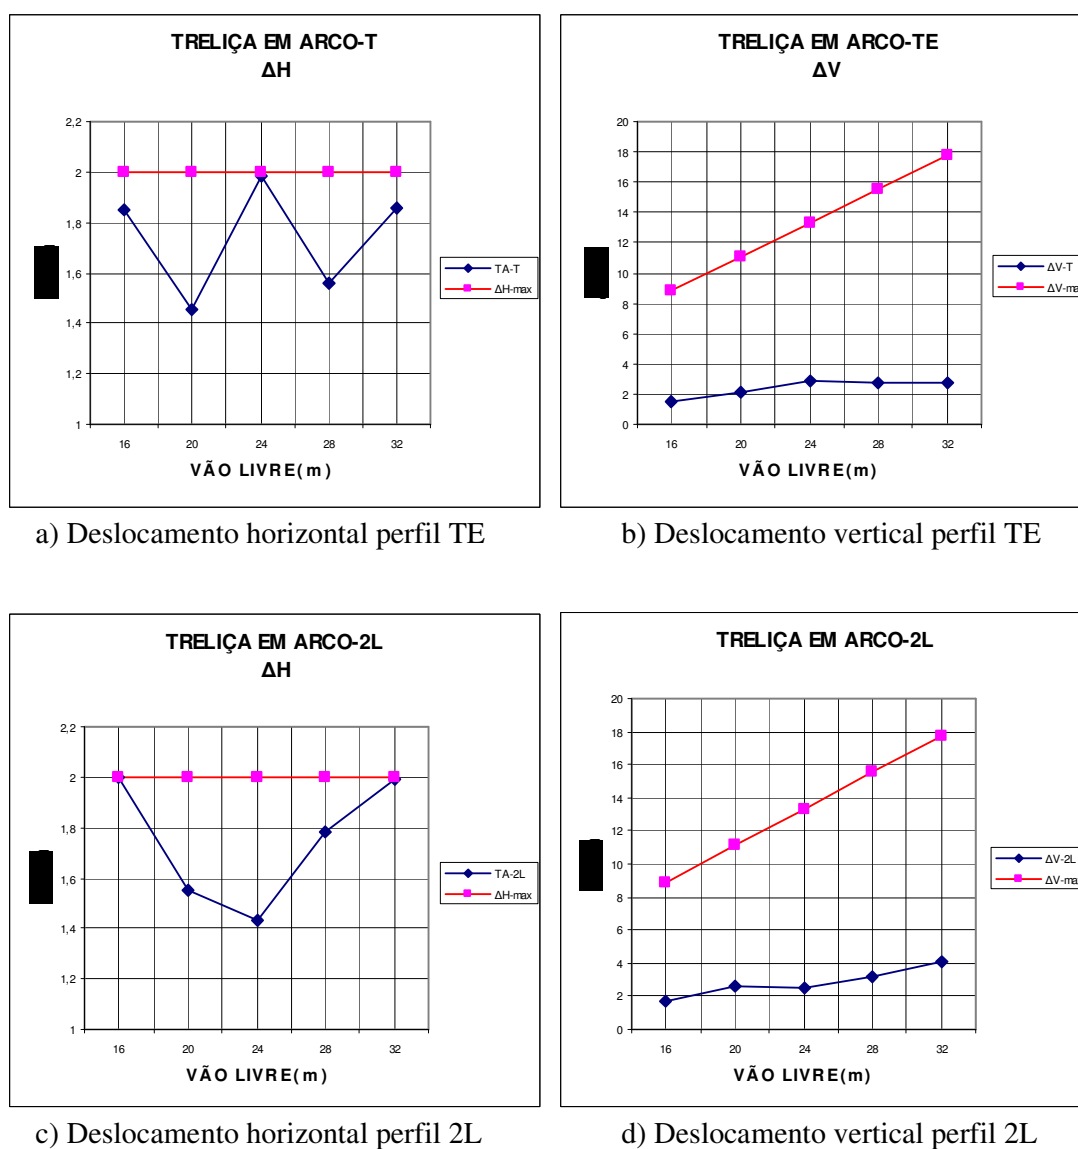 TRELIÇA EM ARCO-T
ΔH
2,2
2
1,8
1,6
1,4
1,2
1
16 20 24 28 32
VÃO LIVRE(m)
TA-T
ΔH-max
TRELIÇA EM ARCO-TE
ΔV
20
18
16
14
12
10
8
6
4
2
0
16 20 24 28 32
VÃO LIVRE(m)
ΔV-T
ΔV-max
a) Deslocamento horizontal perfil TE
b) Deslocamento vertical perfil TE
TRELIÇA EM ARCO-2L
ΔH
2,2
2
1,8
1,6
1,4
1,2
1
16 20 24 28 32
VÃO LIVRE(m)
TA-2L
ΔH-max
TRELIÇA EM ARCO-2L
20
18
16
14
12
10
8
6
4
2
0
16 20 24 28 32
VÃO LIVRE(m)
ΔV-2L
ΔV-max
c) Deslocamento horizontal perfil 2L
d) Deslocamento vertical perfil 2L